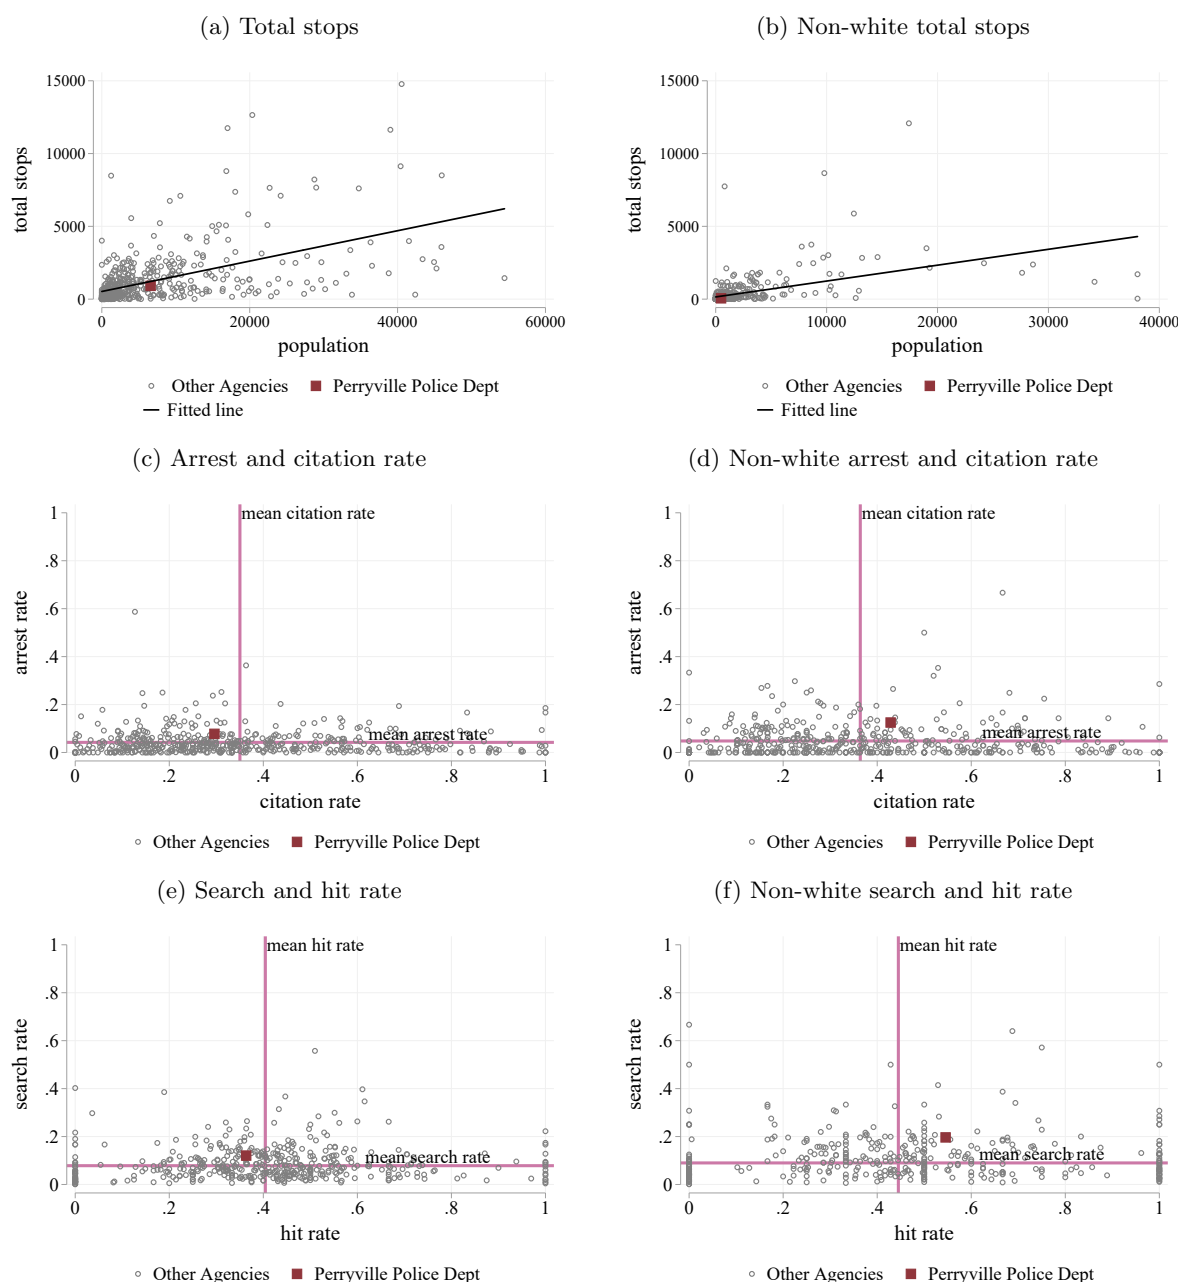 (a) Total stops
15000
10000
5000
0
total stops
0 20000 40000 60000
population
Other Agencies Perryville Police Dept
Fitted line
(b) Non-white total stops
15000
10000
5000
0
total stops
0 10000 20000 30000 40000
population
Other Agencies Perryville Police Dept
Fitted line
(c) Arrest and citation rate
1
.8
.6
.4
.2
0
arrest rate
mean citation rate
mean arrest rate
0 .2 .4 .6 .8 1
citation rate
Other Agencies Perryville Police Dept
(d) Non-white arrest and citation rate
1
.8
.6
.4
.2
0
arrest rate
mean citation rate
mean arrest rate
0 .2 .4 .6 .8 1
citation rate
Other Agencies Perryville Police Dept
(e) Search and hit rate
1
.8
.6
.4
.2
0
search rate
mean hit rate
mean search rate
0 .2 .4 .6 .8 1
hit rate
Other Agencies Perryville Police Dept
(f) Non-white search and hit rate
1
.8
.6
.4
.2
0
search rate
mean hit rate
mean search rate
0 .2 .4 .6 .8 1
hit rate
Other Agencies Perryville Police Dept